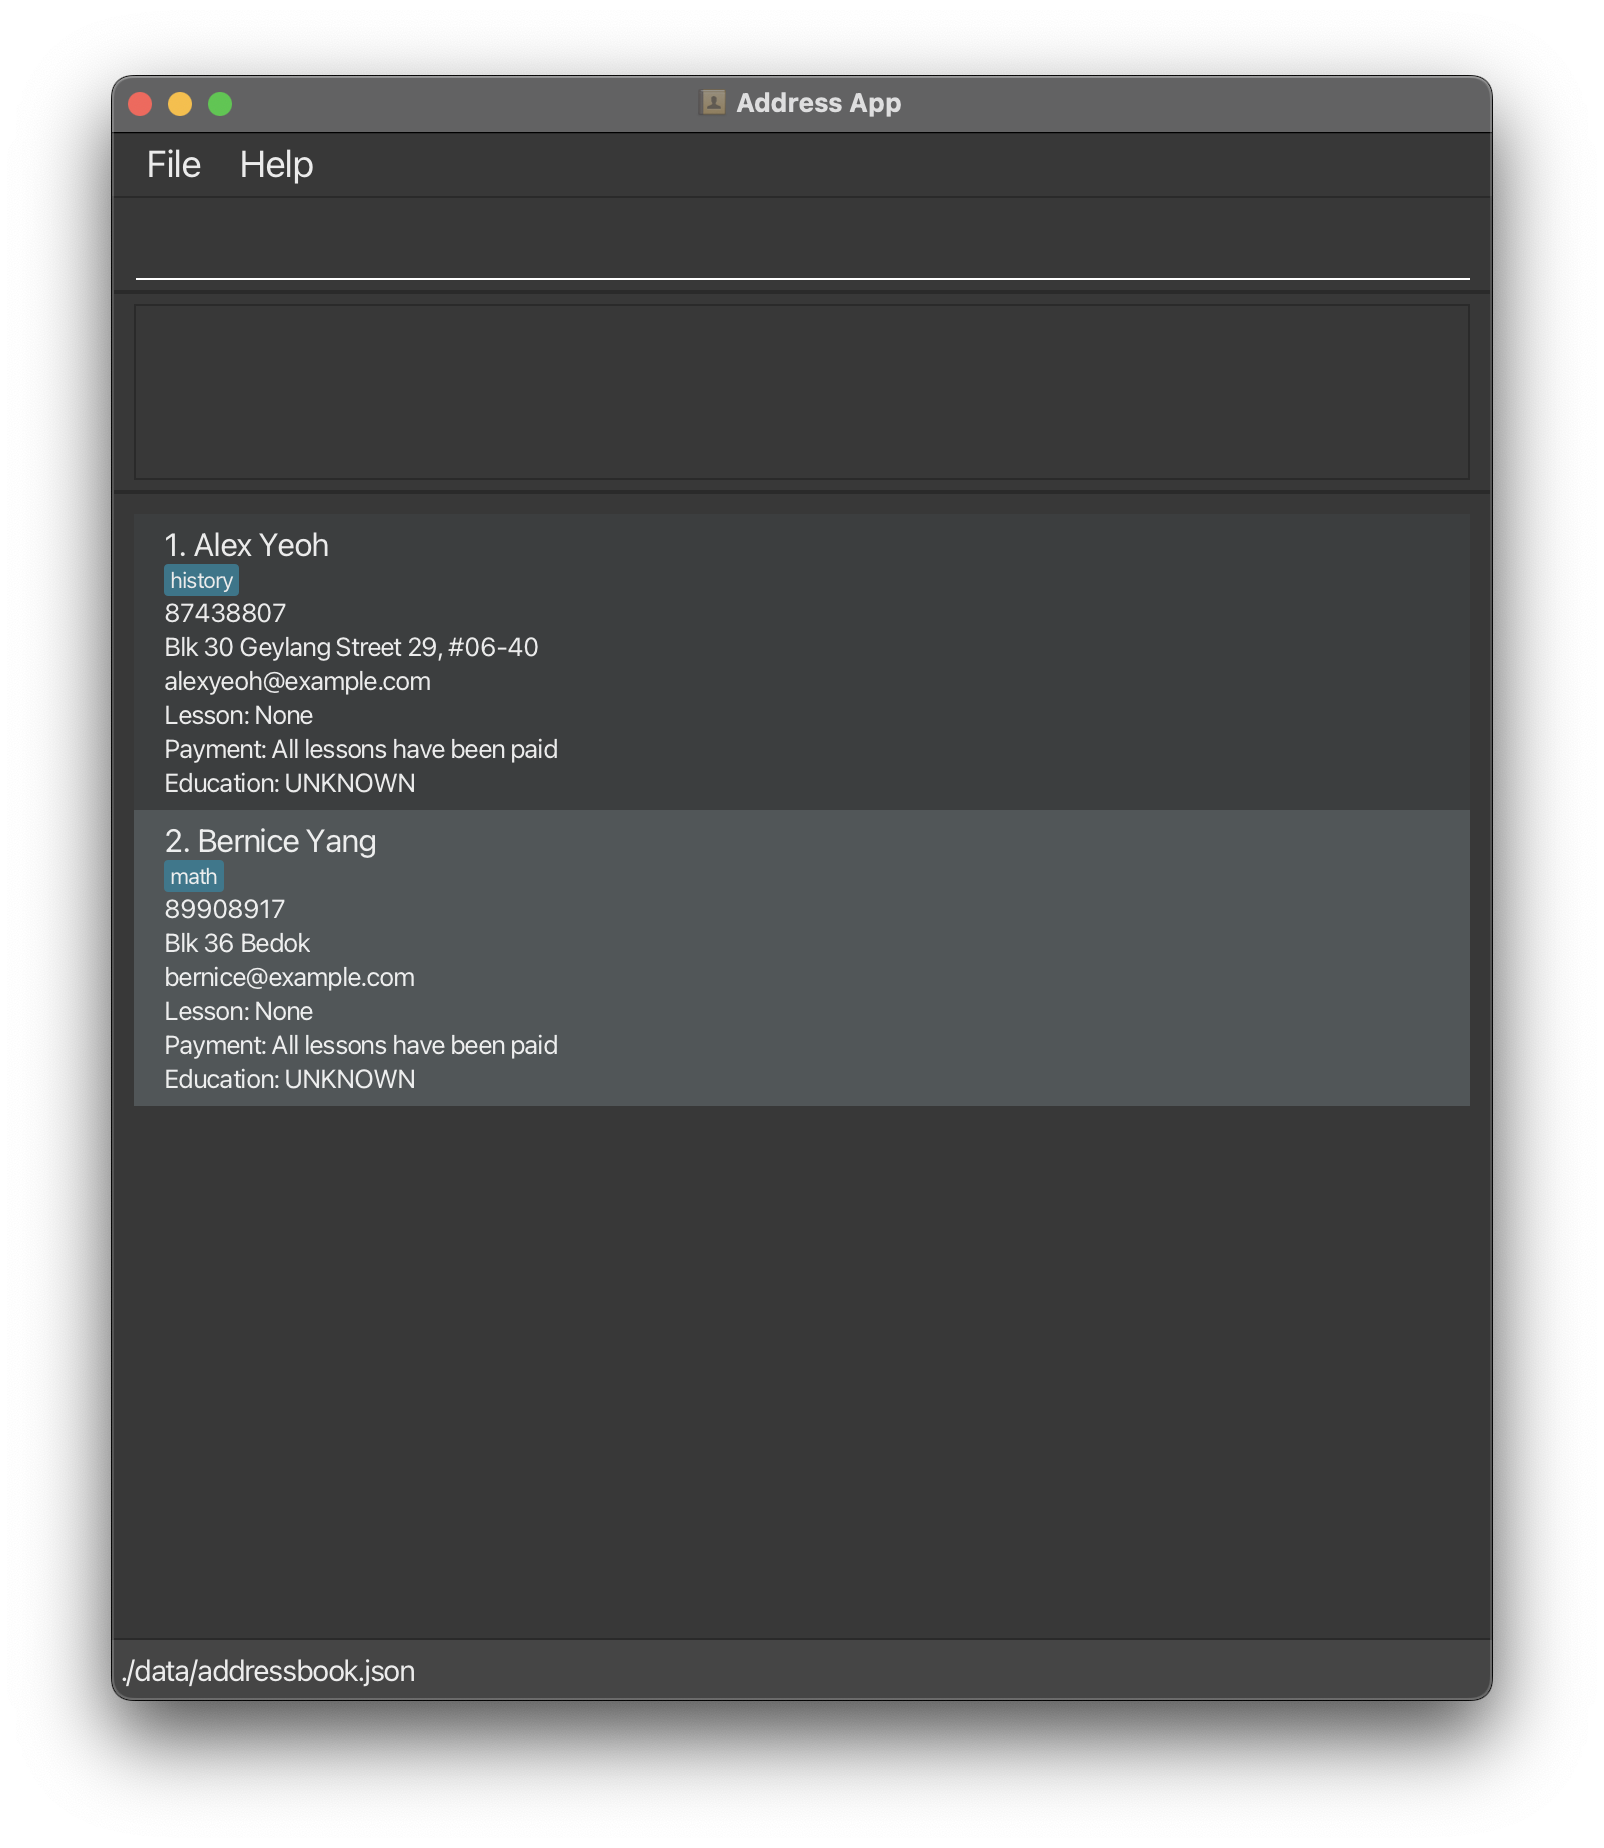 Address App
File Help
1. Alex Yeoh
history
87438807
Blk 30 Geylang Street 29, #06-40
alexyeoh@example.com
Lesson: None
Payment: All lessons have been paid
Education: UNKNOWN
2. Bernice Yang
math
89908917
Blk 36 Bedok
bernice@example.com
Lesson: None
Payment: All lessons have been paid
Education: UNKNOWN
./data/addressbook.json